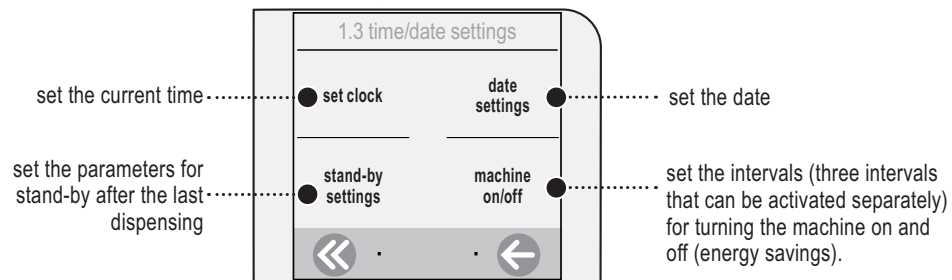 1.3 time/date settings
set the current time
set clock
date
settings
set the date
set the parameters for
stand-by after the last
dispensing
stand-by
settings
machine
on/off
set the intervals (three intervals
that can be activated separately)
for turning the machine on and
off (energy savings).